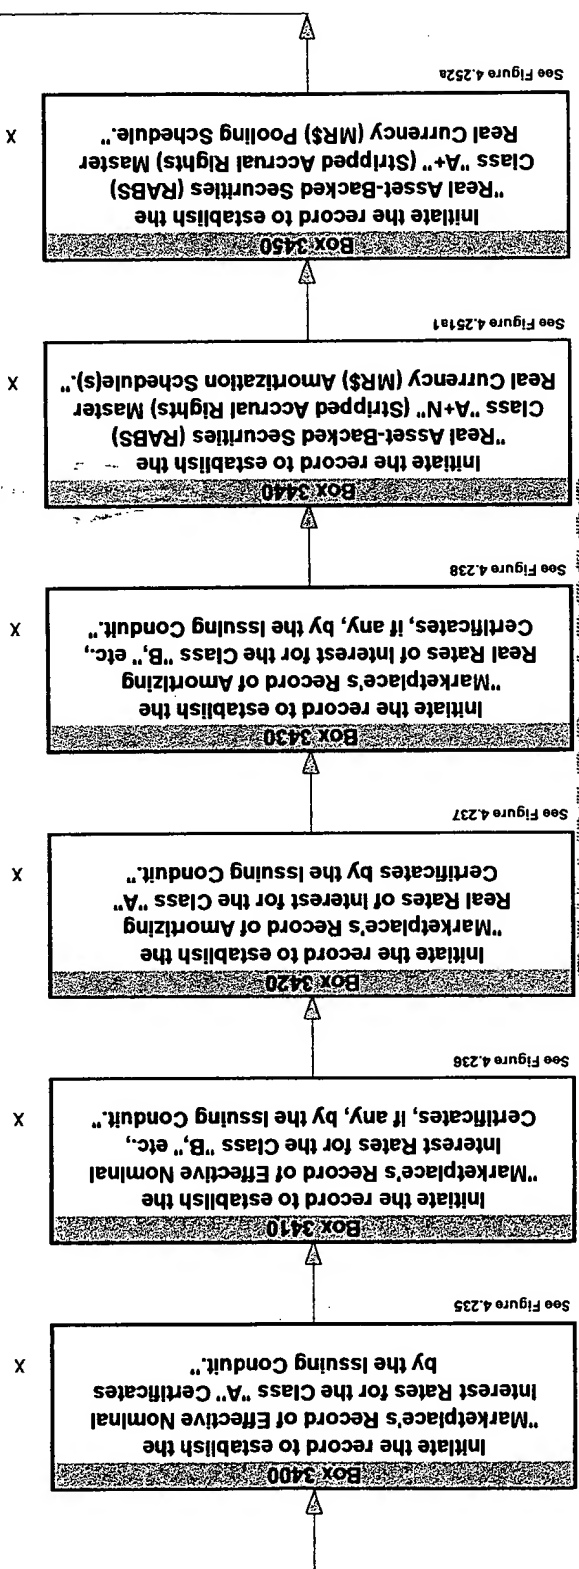 Box 3400
Initiate the record to establish the
"Marketplace's Record of Effective Nominal
Interest Rates for the Class "A" Certificates
by the Issuing Conduit."
X
See Figure 4.235
Box 3410
Initiate the record to establish the
"Marketplace's Record of Effective Nominal
Interest Rates for the Class "B," etc.,
Certificates, if any, by the Issuing Conduit."
X
See Figure 4.236
Box 3420
Initiate the record to establish the
"Marketplace's Record of Amortizing
Real Rates of Interest for the Class "A"
Certificates by the Issuing Conduit."
X
See Figure 4.237
Box 3430
Initiate the record to establish the
"Marketplace's Record of Amortizing
Real Rates of Interest for the Class "B," etc.,
Certificates, if any, by the Issuing Conduit."
X
See Figure 4.238
Box 3440
Initiate the record to establish the
"Real Asset-Backed Securities (RABS)
Class "A+N" (Stripped Accrual Rights) Master
Real Currency (MR$) Amortization Schedule(s)."
X
See Figure 4.251a1
Box 3450
Initiate the record to establish the
"Real Asset-Backed Securities (RABS)
Class "A+" (Stripped Accrual Rights) Master
Real Currency (MR$) Pooling Schedule."
X
See Figure 4.252a